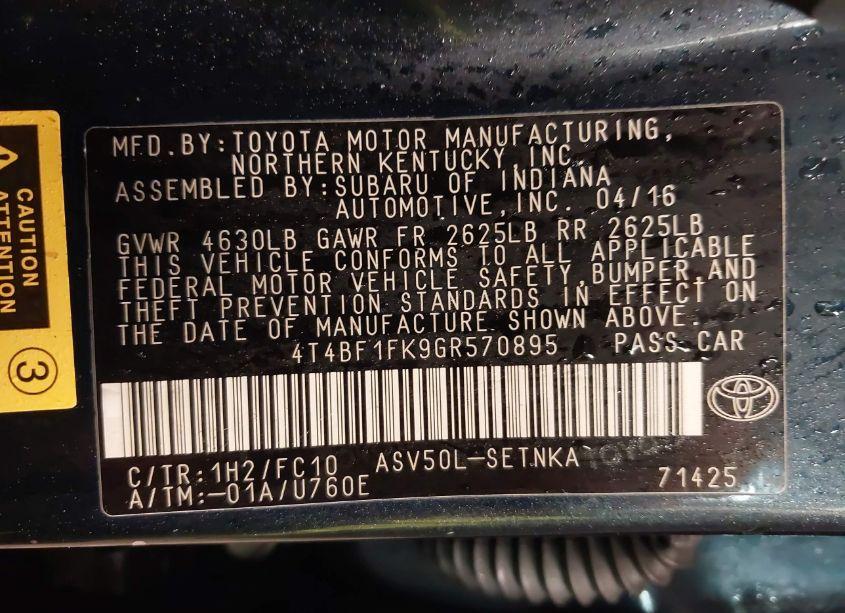 MFD.BY:TOYOTA MOTOR MANUFACTURING,
NORTHERN KENTUCKY,INC.
ASSEMBLED BY:SUBARU OF INDIANA
AUTOMOTIVE,INC. 04/16
GVWR 4630LB GAWR FR 2625LB RR 2625LB
THIS VEHICLE CONFORMS TO ALL APPLICABLE
FEDERAL MOTOR VEHICLE SAFETY,BUMPER,AND
THEFT PREVENTION STANDARDS IN EFFECT ON
THE DATE OF MANUFACTURE SHOWN ABOVE.
4T4BF1FK9GR570895 PASS.CAR
C/TR:1H2/FC10 ASV50L-SETNKA
A/TM:-01A/U760E 71425
CAUTION
ATTENTION
3